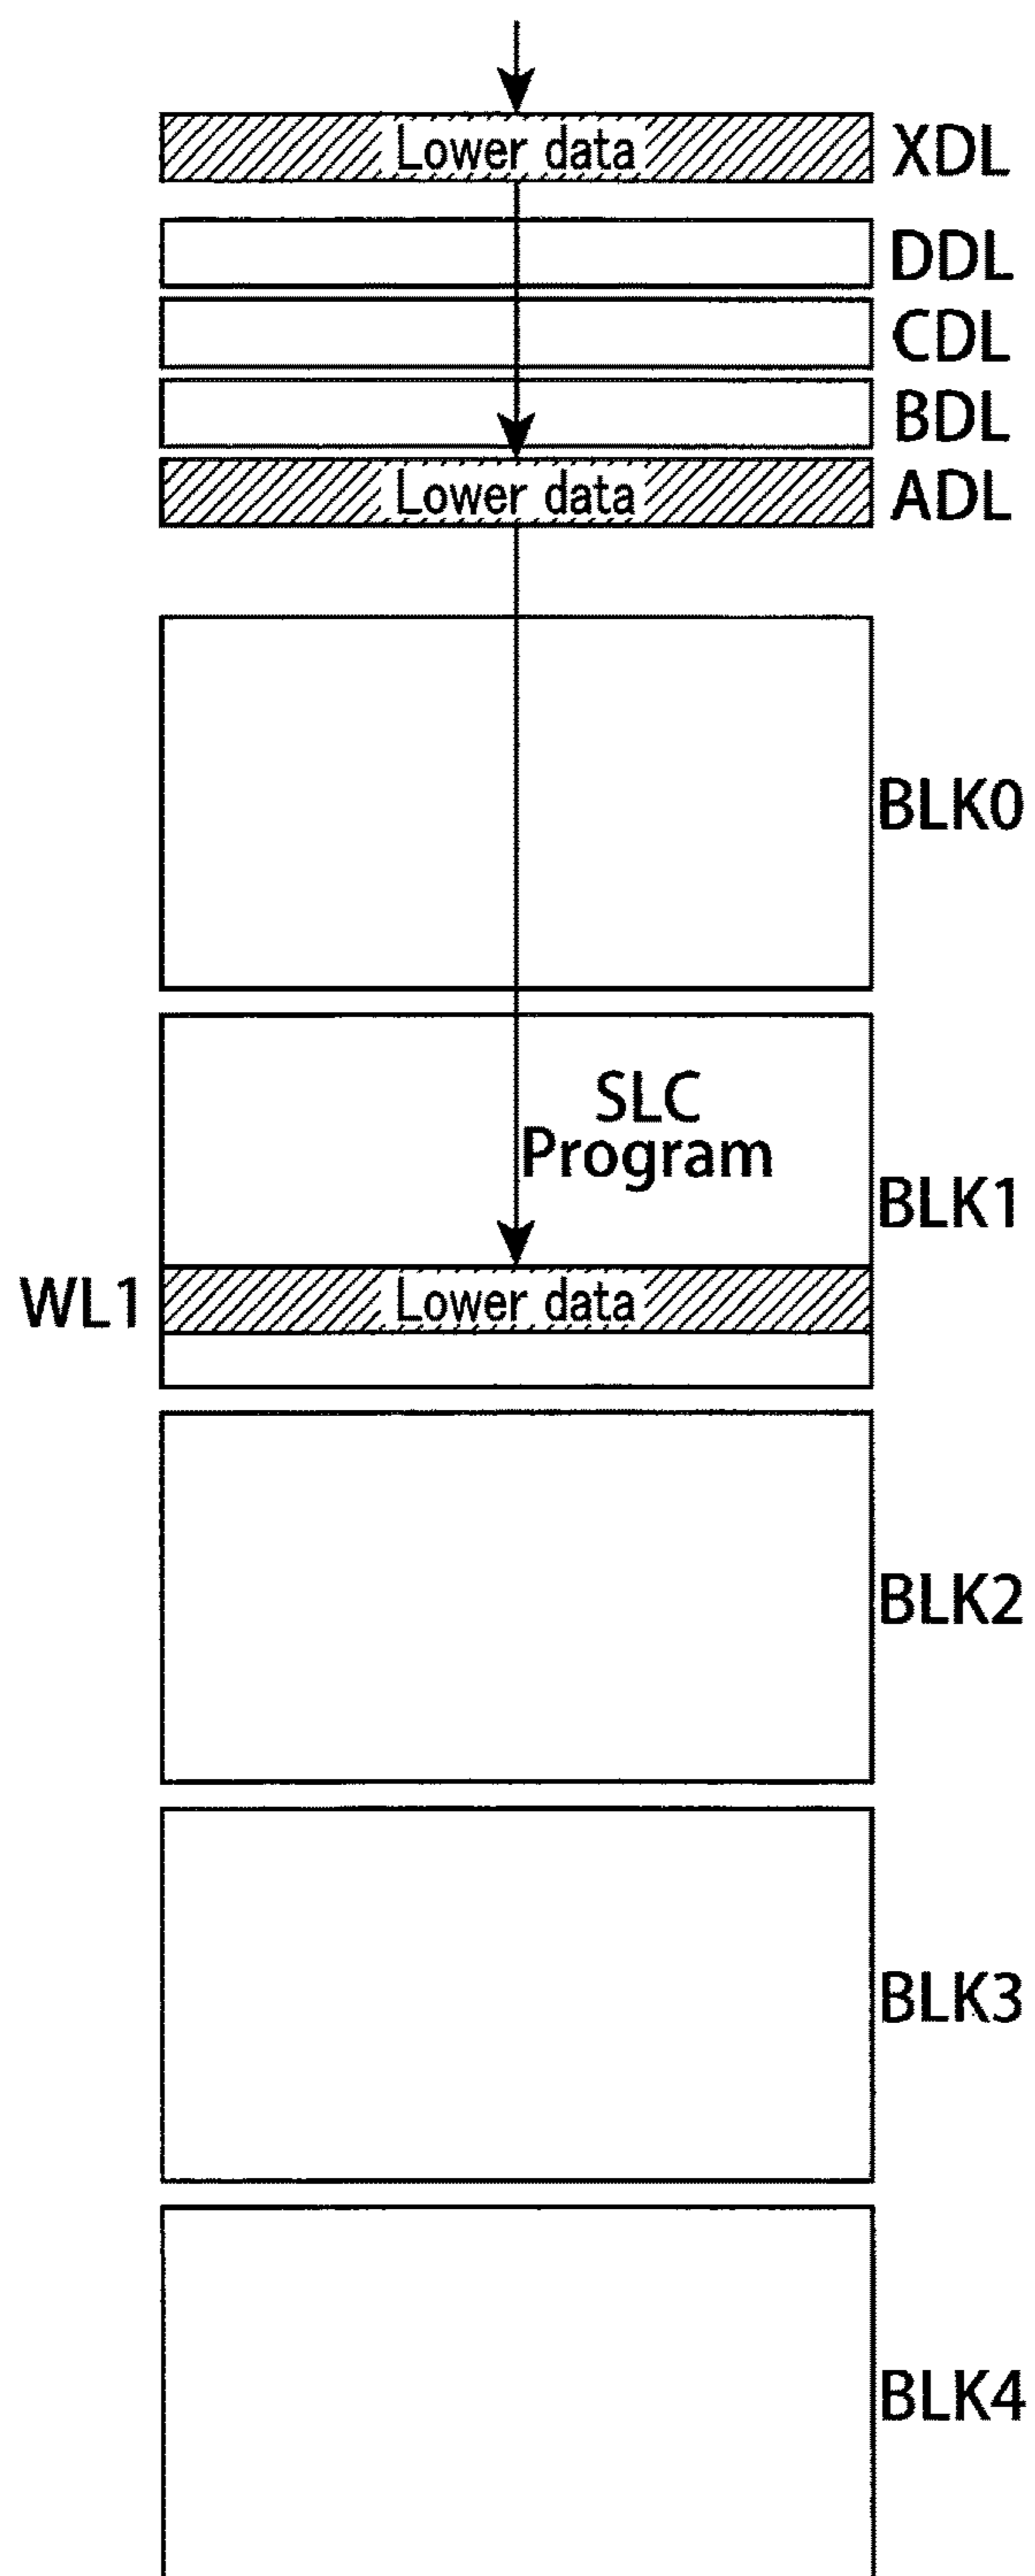 Lower data XDL
DDL
CDL
BDL
Lower data ADL
BLK0
SLC
Program
BLK1
WL1 Lower data
BLK2
BLK3
BLK4